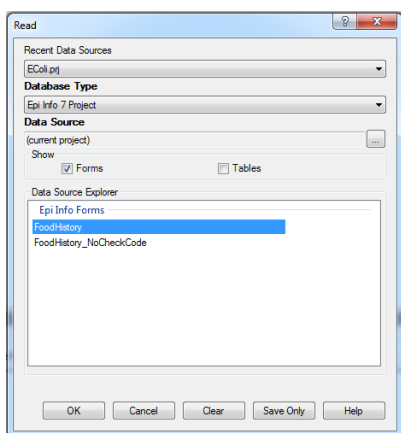 Read
Recent Data Sources
EColi.prj
Database Type
Epi Info 7 Project
Data Source
(current project)
...
Show
Forms Tables
Data Source Explorer
Epi Info Forms
FoodHistory
FoodHistory_NoCheckCode
OK Cancel Clear Save Only Help